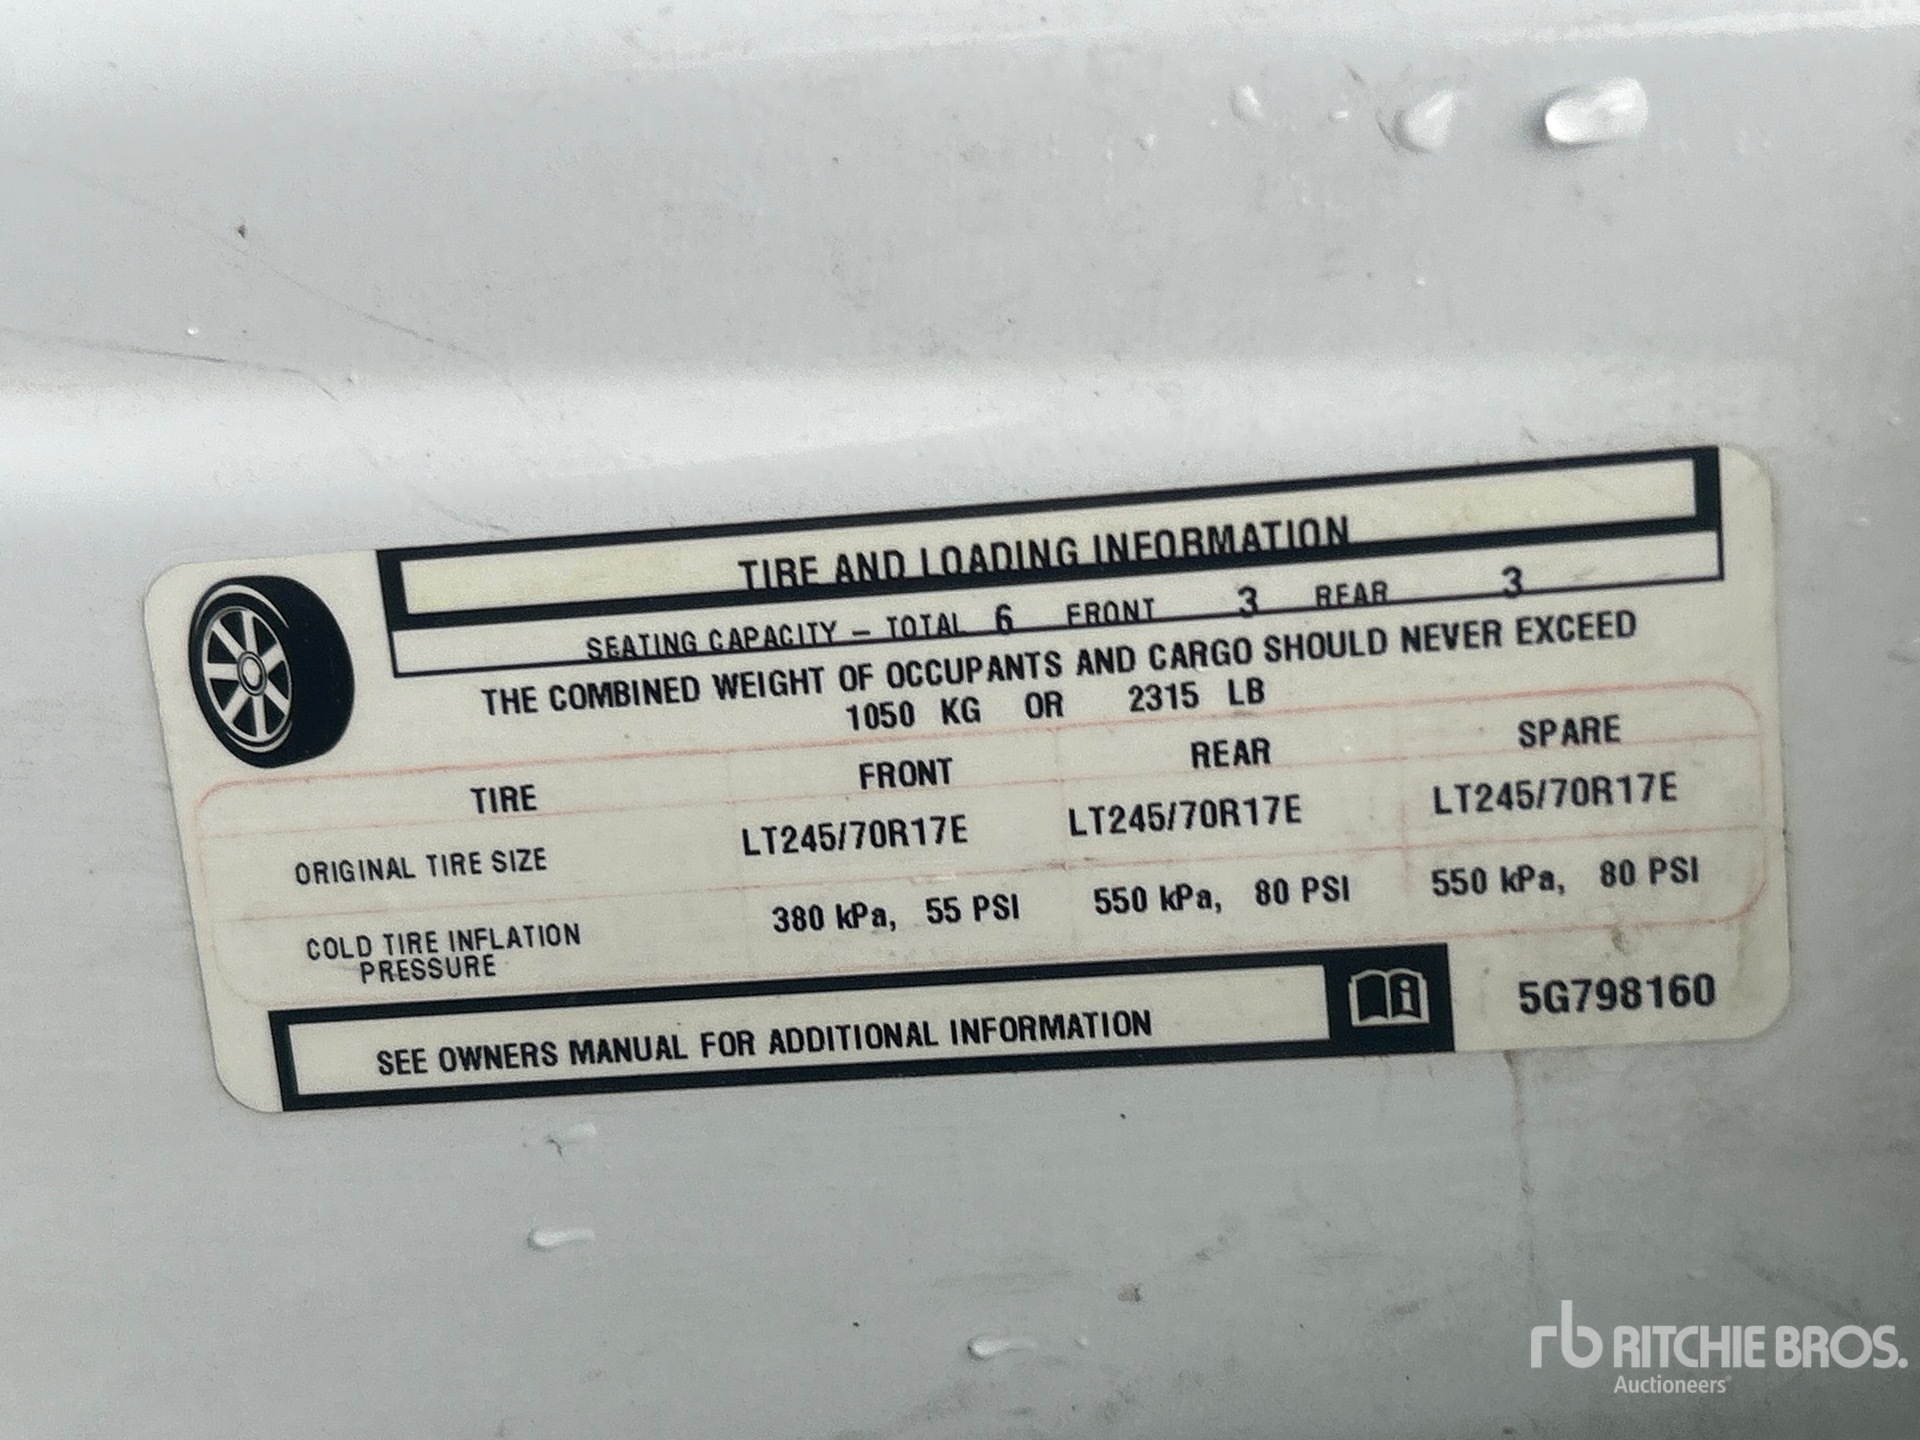 TIRE AND LOADING INFORMATION
SEATING CAPACITY – TOTAL 6 FRONT 3 REAR 3
THE COMBINED WEIGHT OF OCCUPANTS AND CARGO SHOULD NEVER EXCEED
1050 KG OR 2315 LB
TIRE FRONT REAR SPARE
ORIGINAL TIRE SIZE LT245/70R17E LT245/70R17E LT245/70R17E
COLD TIRE INFLATION PRESSURE 380 kPa, 55 PSI 550 kPa, 80 PSI 550 kPa, 80 PSI
SEE OWNERS MANUAL FOR ADDITIONAL INFORMATION
5G798160
rb RITCHIE BROS.
Auctioneers